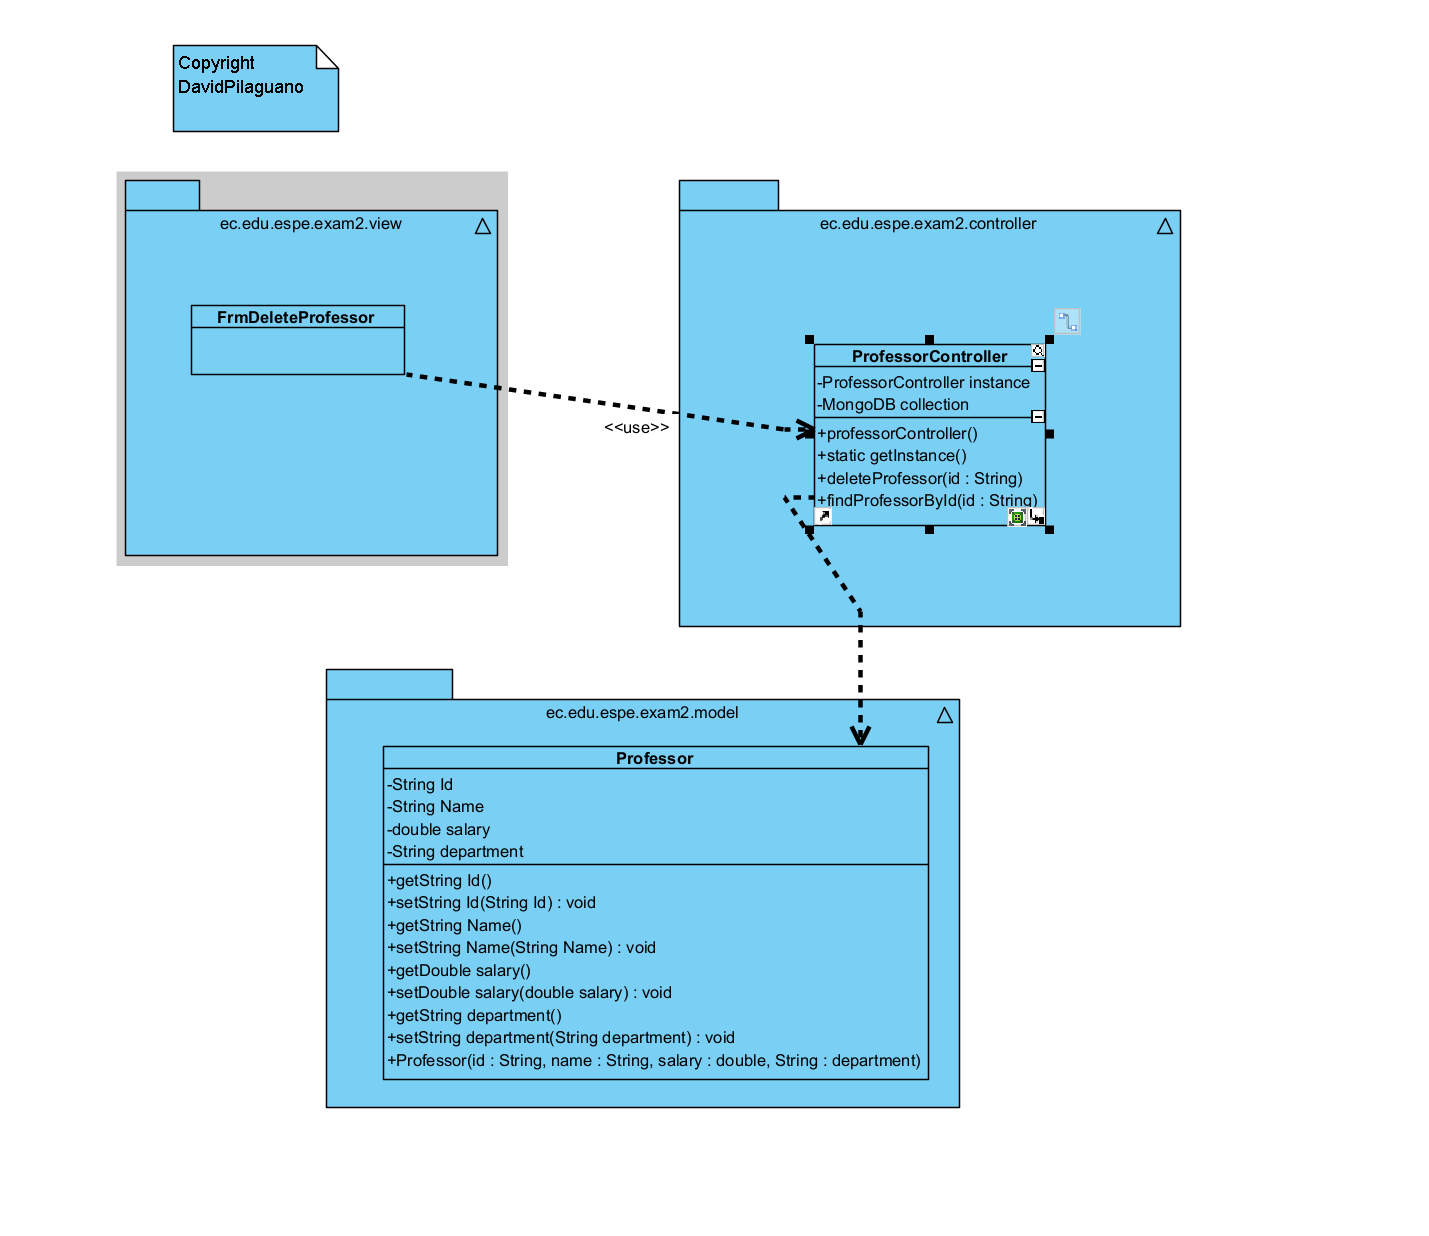 Copyright
DavidPilaguano
ec.edu.espe.exam2.view
FrmDeleteProfessor
<<use>>
ec.edu.espe.exam2.controller
ProfessorController
-ProfessorController instance
-MongoDB collection
+professorController()
+static getInstance()
+deleteProfessor(id : String)
+findProfessorById(id : String)
ec.edu.espe.exam2.model
Professor
-String Id
-String Name
-double salary
-String department
+getString Id()
+setString Id(String Id) : void
+getString Name()
+setString Name(String Name) : void
+getDouble salary()
+setDouble salary(double salary) : void
+getString department()
+setString department(String department) : void
+Professor(id : String, name : String, salary : double, String : department)